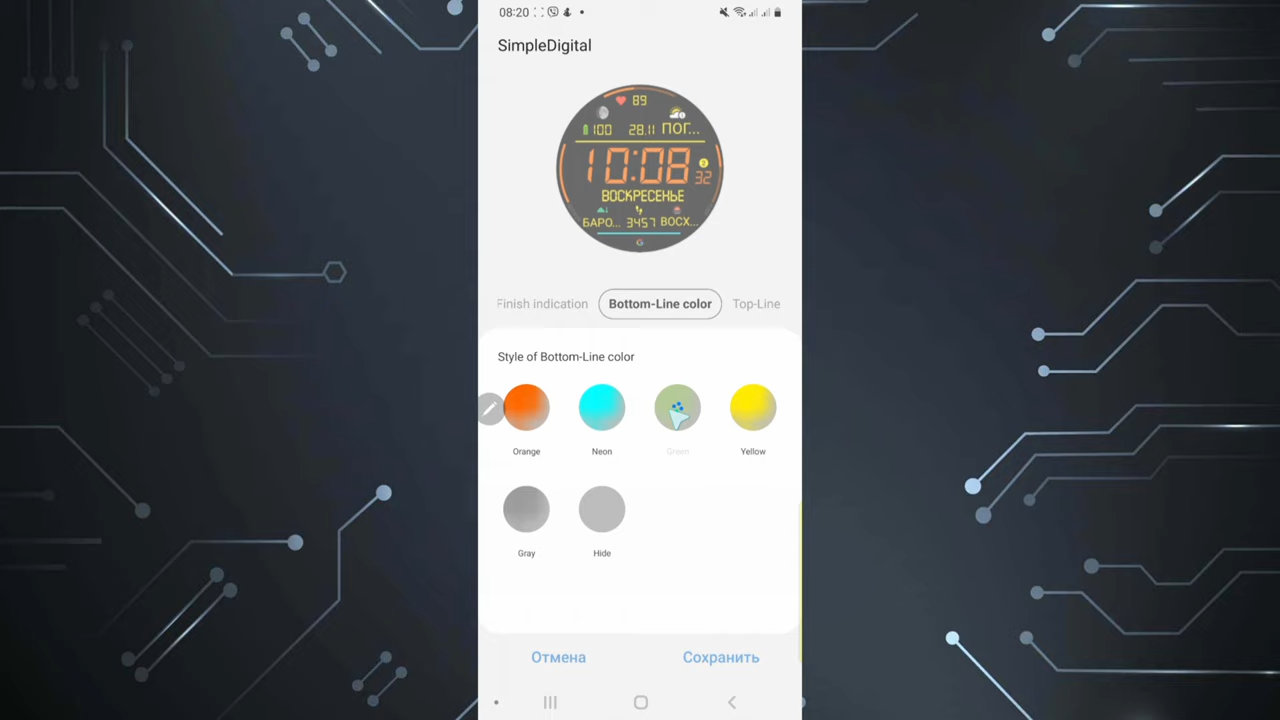 08:20
SimpleDigital
89
100 28.11 ПОГ...
10:08 32
ВОСКРЕСЕНЬЕ
БАРО... 3457 ВОСХ...
G
Finish indication Bottom-Line color Top-Line
Style of Bottom-Line color
Orange Neon Green Yellow
Gray Hide
Отмена Сохранить